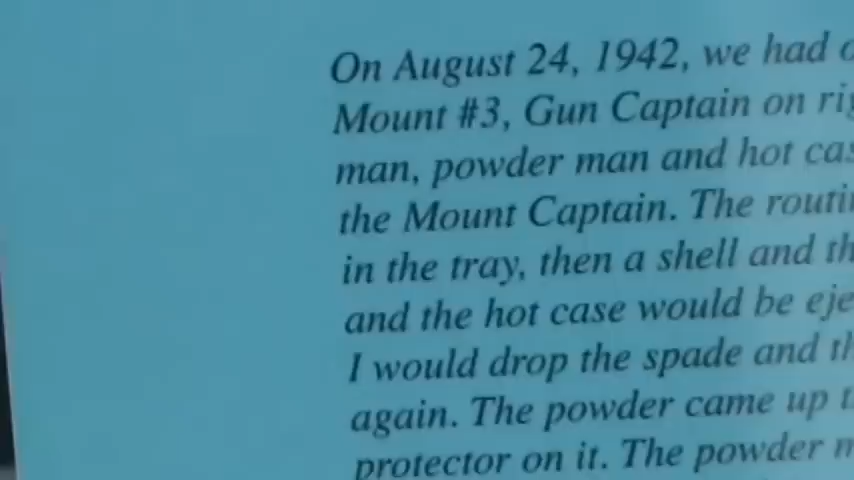 On August 24, 1942, we had
Mount #3, Gun Captain on
man, powder man and hot
the Mount Captain. The
in the tray, then a shell and
and the hot case would be
I would drop the spade and
again. The powder came up
protector on it. The powder